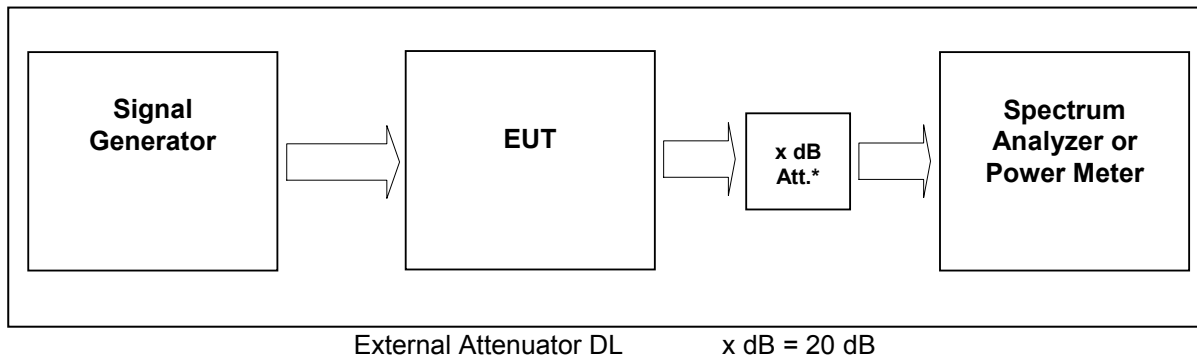 Signal
Generator
EUT
x dB
Att.*
Spectrum
Analyzer or
Power Meter
External Attenuator DL x dB = 20 dB